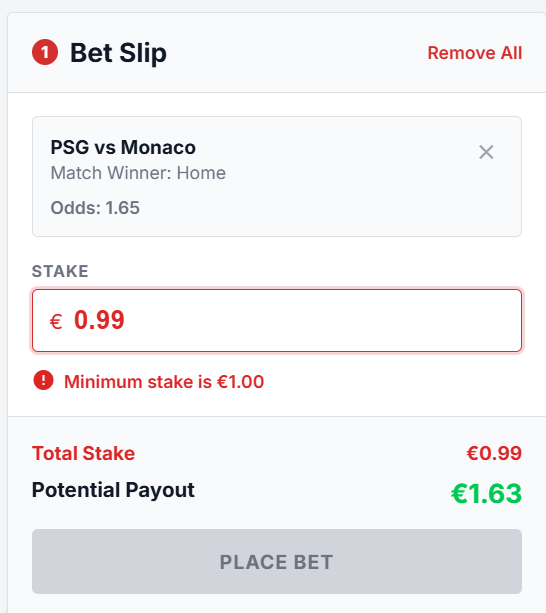 1 Bet Slip Remove All
PSG vs Monaco ×
Match Winner: Home
Odds: 1.65
STAKE
€ 0.99
! Minimum stake is €1.00
Total Stake €0.99
Potential Payout €1.63
PLACE BET